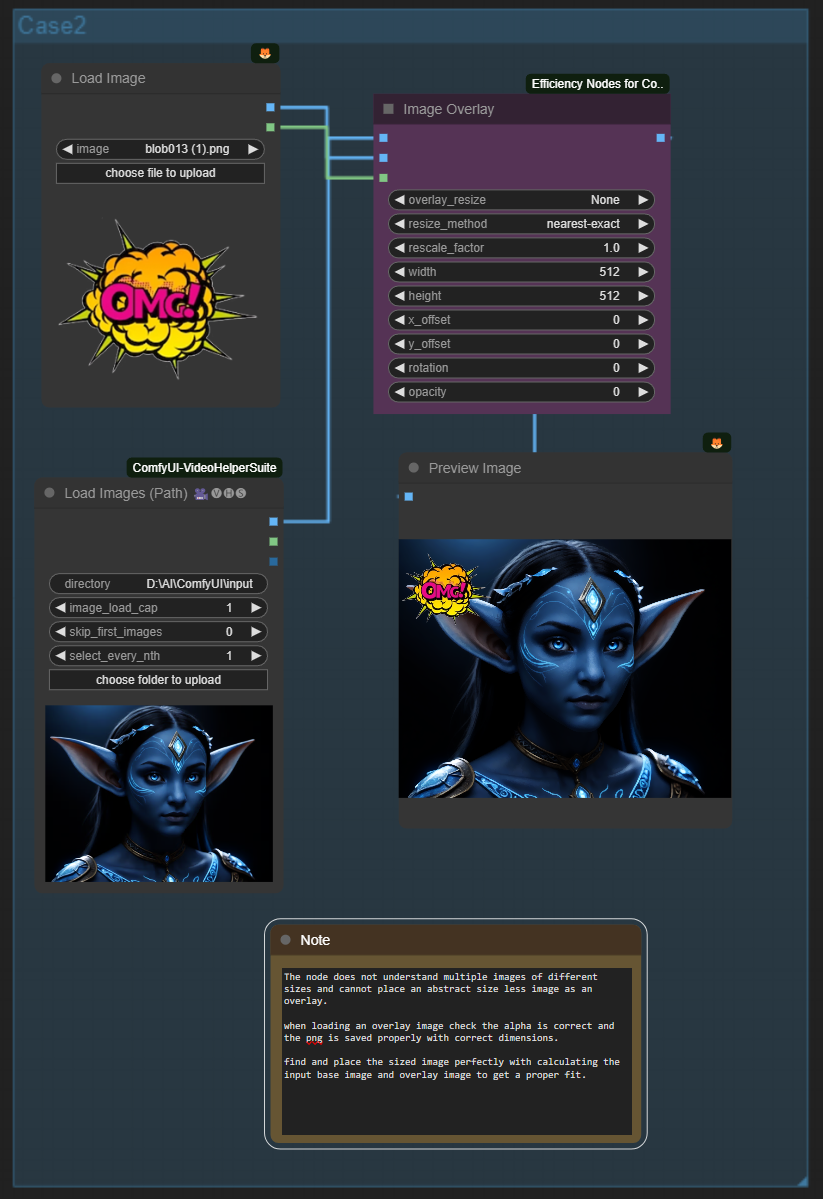 Case2
Load Image
image blob013 (1).png
choose file to upload
OMG!
Efficiency Nodes for Co..
Image Overlay
overlay_resize None
resize_method nearest-exact
rescale_factor 1.0
width 512
height 512
x_offset 0
y_offset 0
rotation 0
opacity 0
ComfyUI-VideoHelperSuite
Load Images (Path) 🎥🅥🅗🅢
directory D:\AI\ComfyUI\input
image_load_cap 1
skip_first_images 0
select_every_nth 1
choose folder to upload
Preview Image
OMG!
Note
The node does not understand multiple images of different
sizes and cannot place an abstract size less image as an
overlay.
when loading an overlay image check the alpha is correct and
the png is saved properly with correct dimensions.
find and place the sized image perfectly with calculating the
input base image and overlay image to get a proper fit.